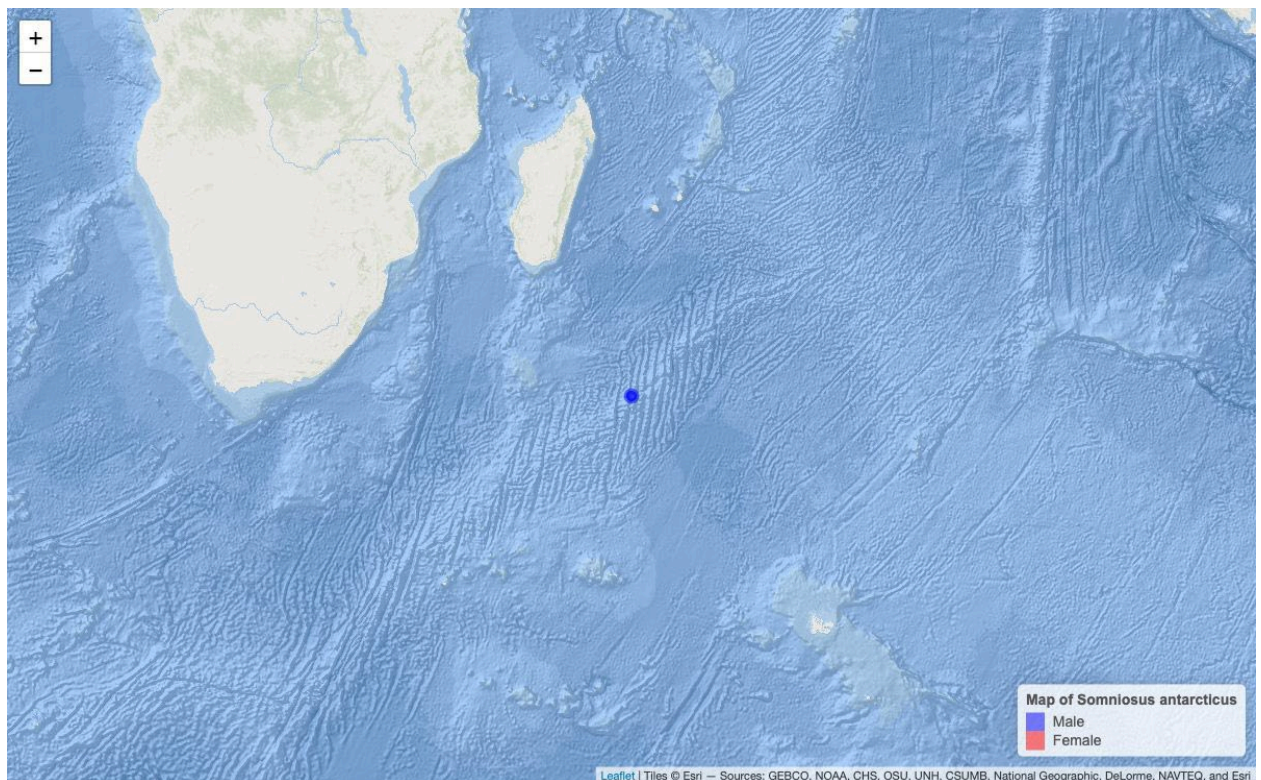 +
−
Map of Somniosus antarcticus
Male
Female
Leaflet | Tiles © Esri — Sources: GEBCO, NOAA, CHS, OSU, UNH, CSUMB, National Geographic, DeLorme, NAVTEQ, and Esri